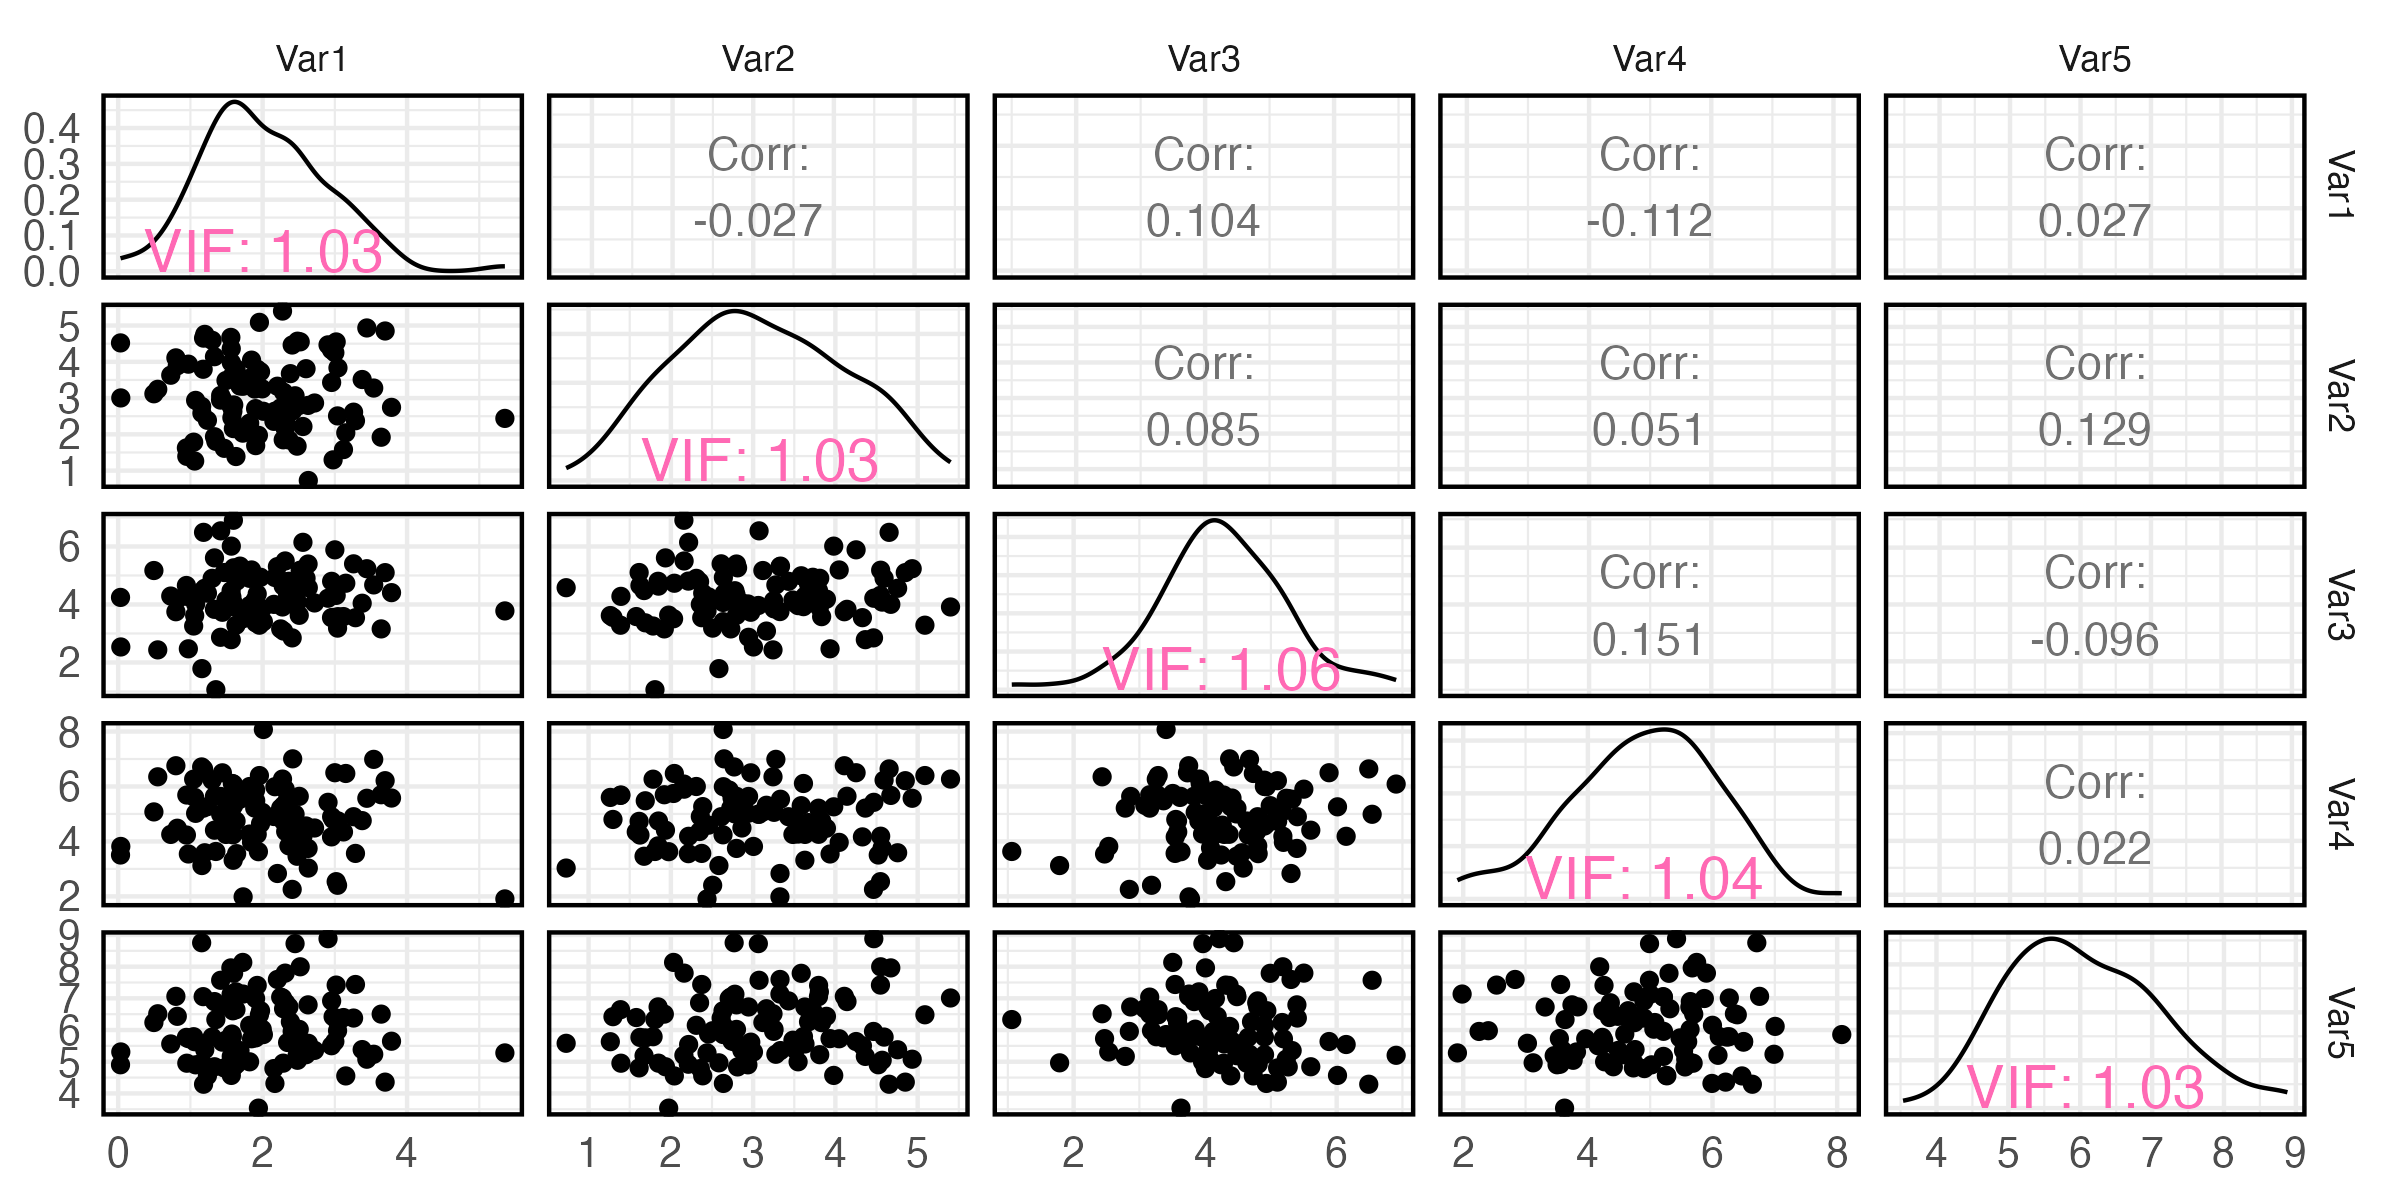 Var1 Var2 Var3 Var4 Var5
0.4
0.3
0.2
0.1
0.0
VIF: 1.03
Corr:
-0.027
Corr:
0.104
Corr:
-0.112
Corr:
0.027
Var1
5
4
3
2
1
VIF: 1.03
Corr:
0.085
Corr:
0.051
Corr:
0.129
Var2
6
4
2
VIF: 1.06
Corr:
0.151
Corr:
-0.096
Var3
8
6
4
2
VIF: 1.04
Corr:
0.022
Var4
9
8
7
6
5
4
VIF: 1.03
Var5
0 2 4 1 2 3 4 5 2 4 6 2 4 6 8 4 5 6 7 8 9